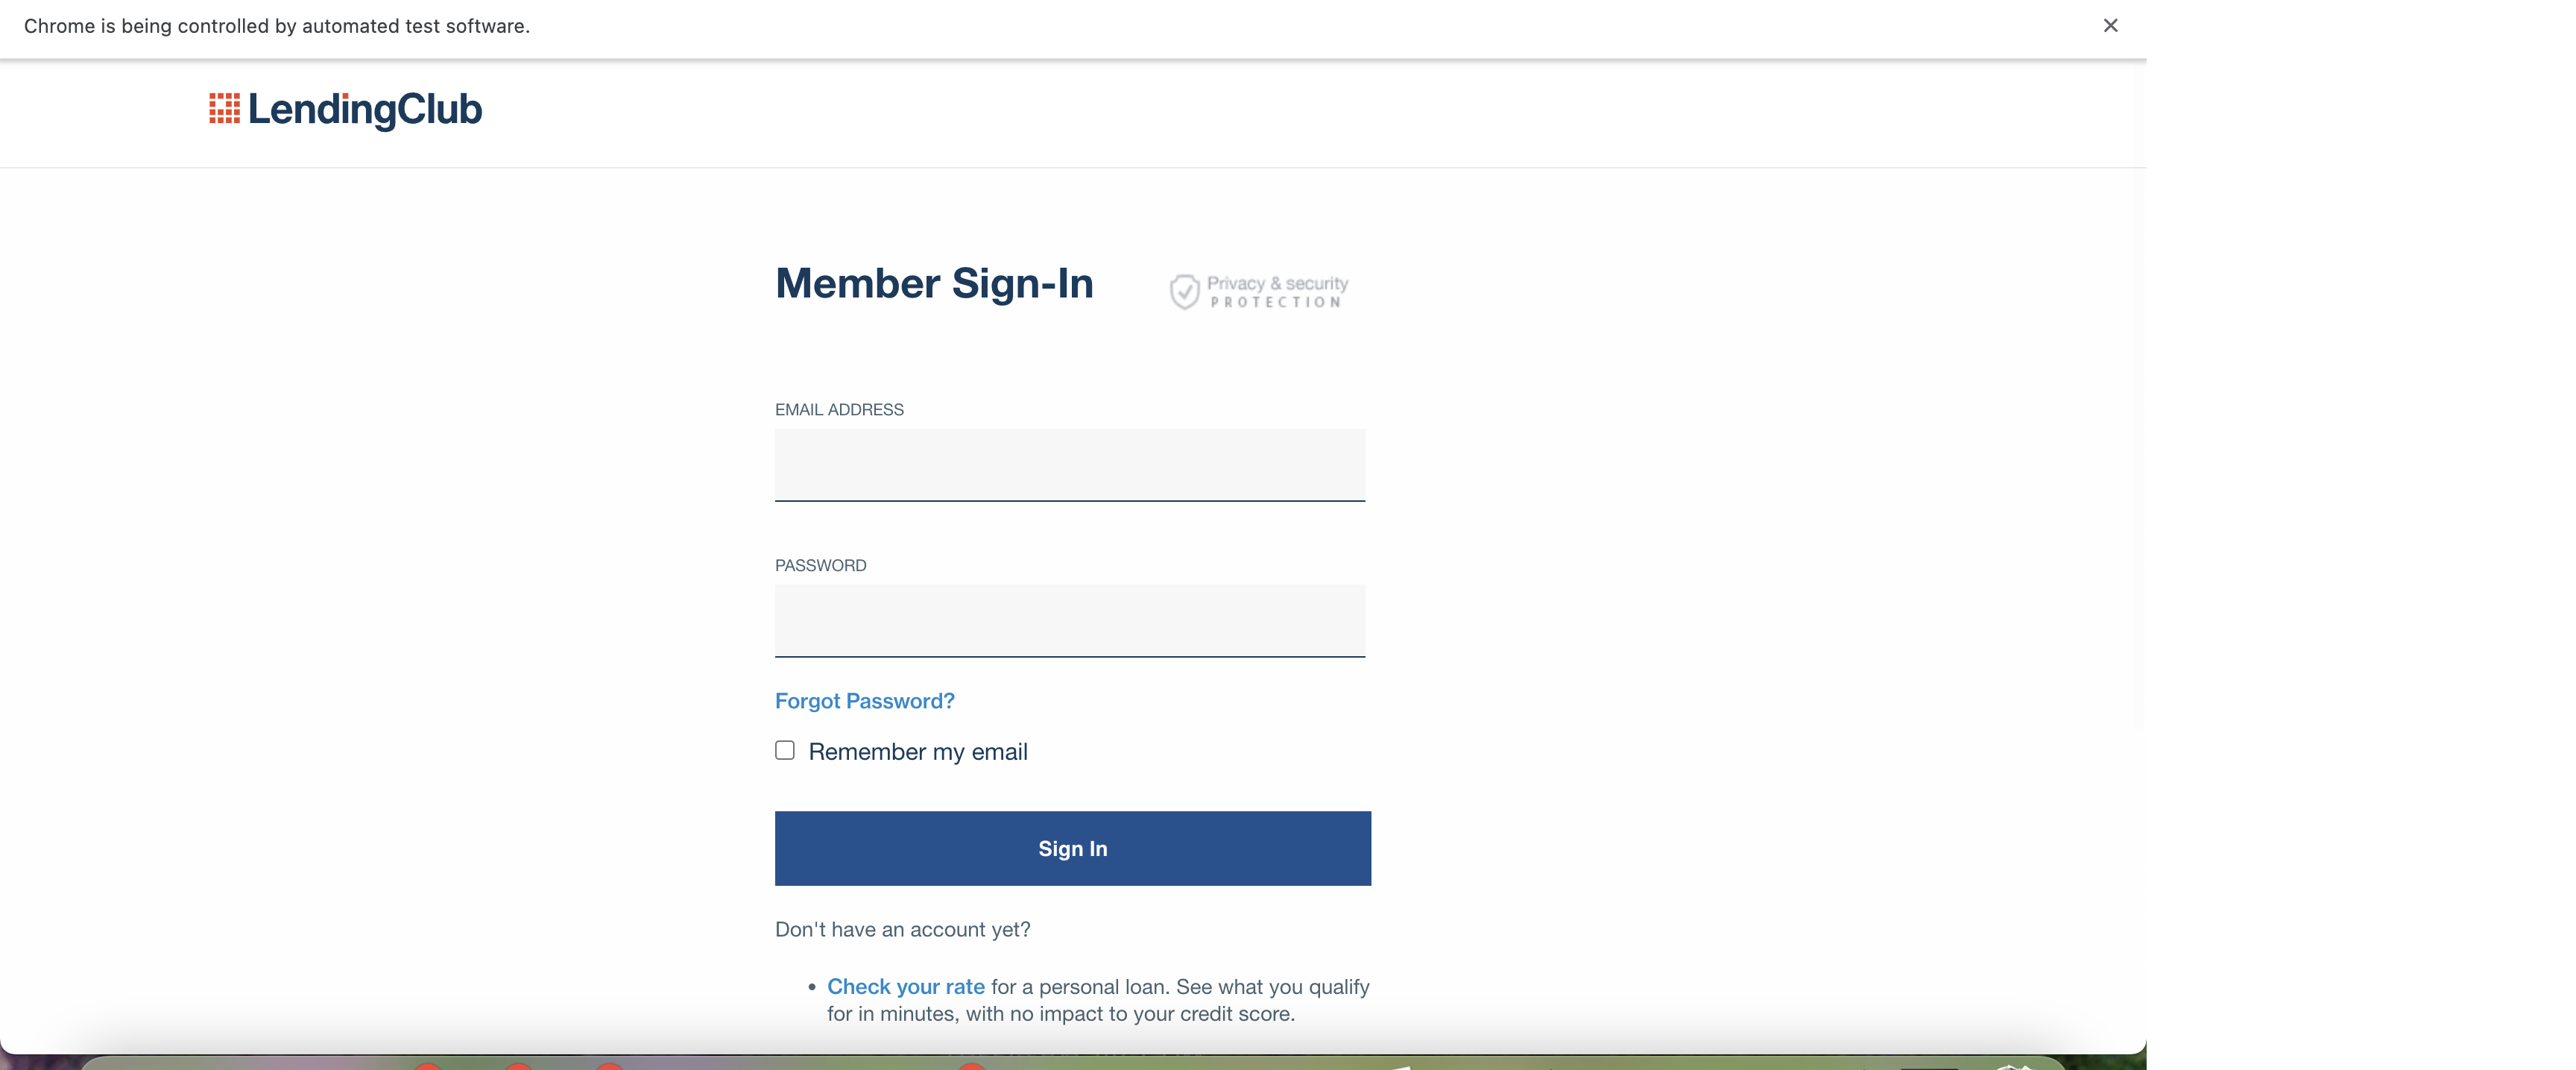 Chrome is being controlled by automated test software.
LendingClub
Member Sign-In
Privacy & security
PROTECTION
EMAIL ADDRESS
PASSWORD
Forgot Password?
Remember my email
Sign In
Don't have an account yet?
• Check your rate for a personal loan. See what you qualify
for in minutes, with no impact to your credit score.